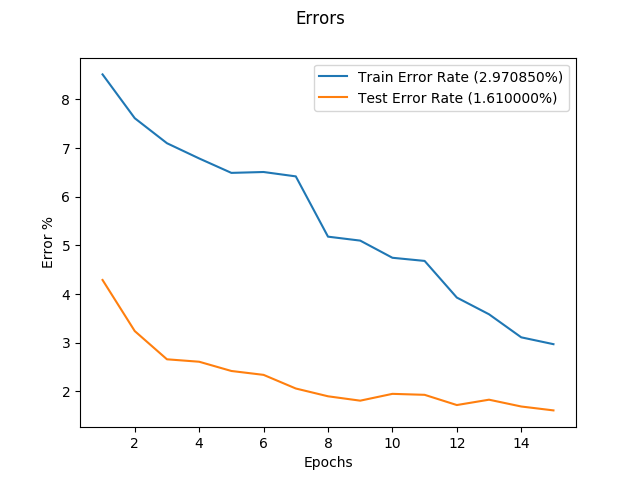 Errors
Train Error Rate (2.970850%)
Test Error Rate (1.610000%)
Error %
8
7
6
5
4
3
2
2 4 6 8 10 12 14
Epochs